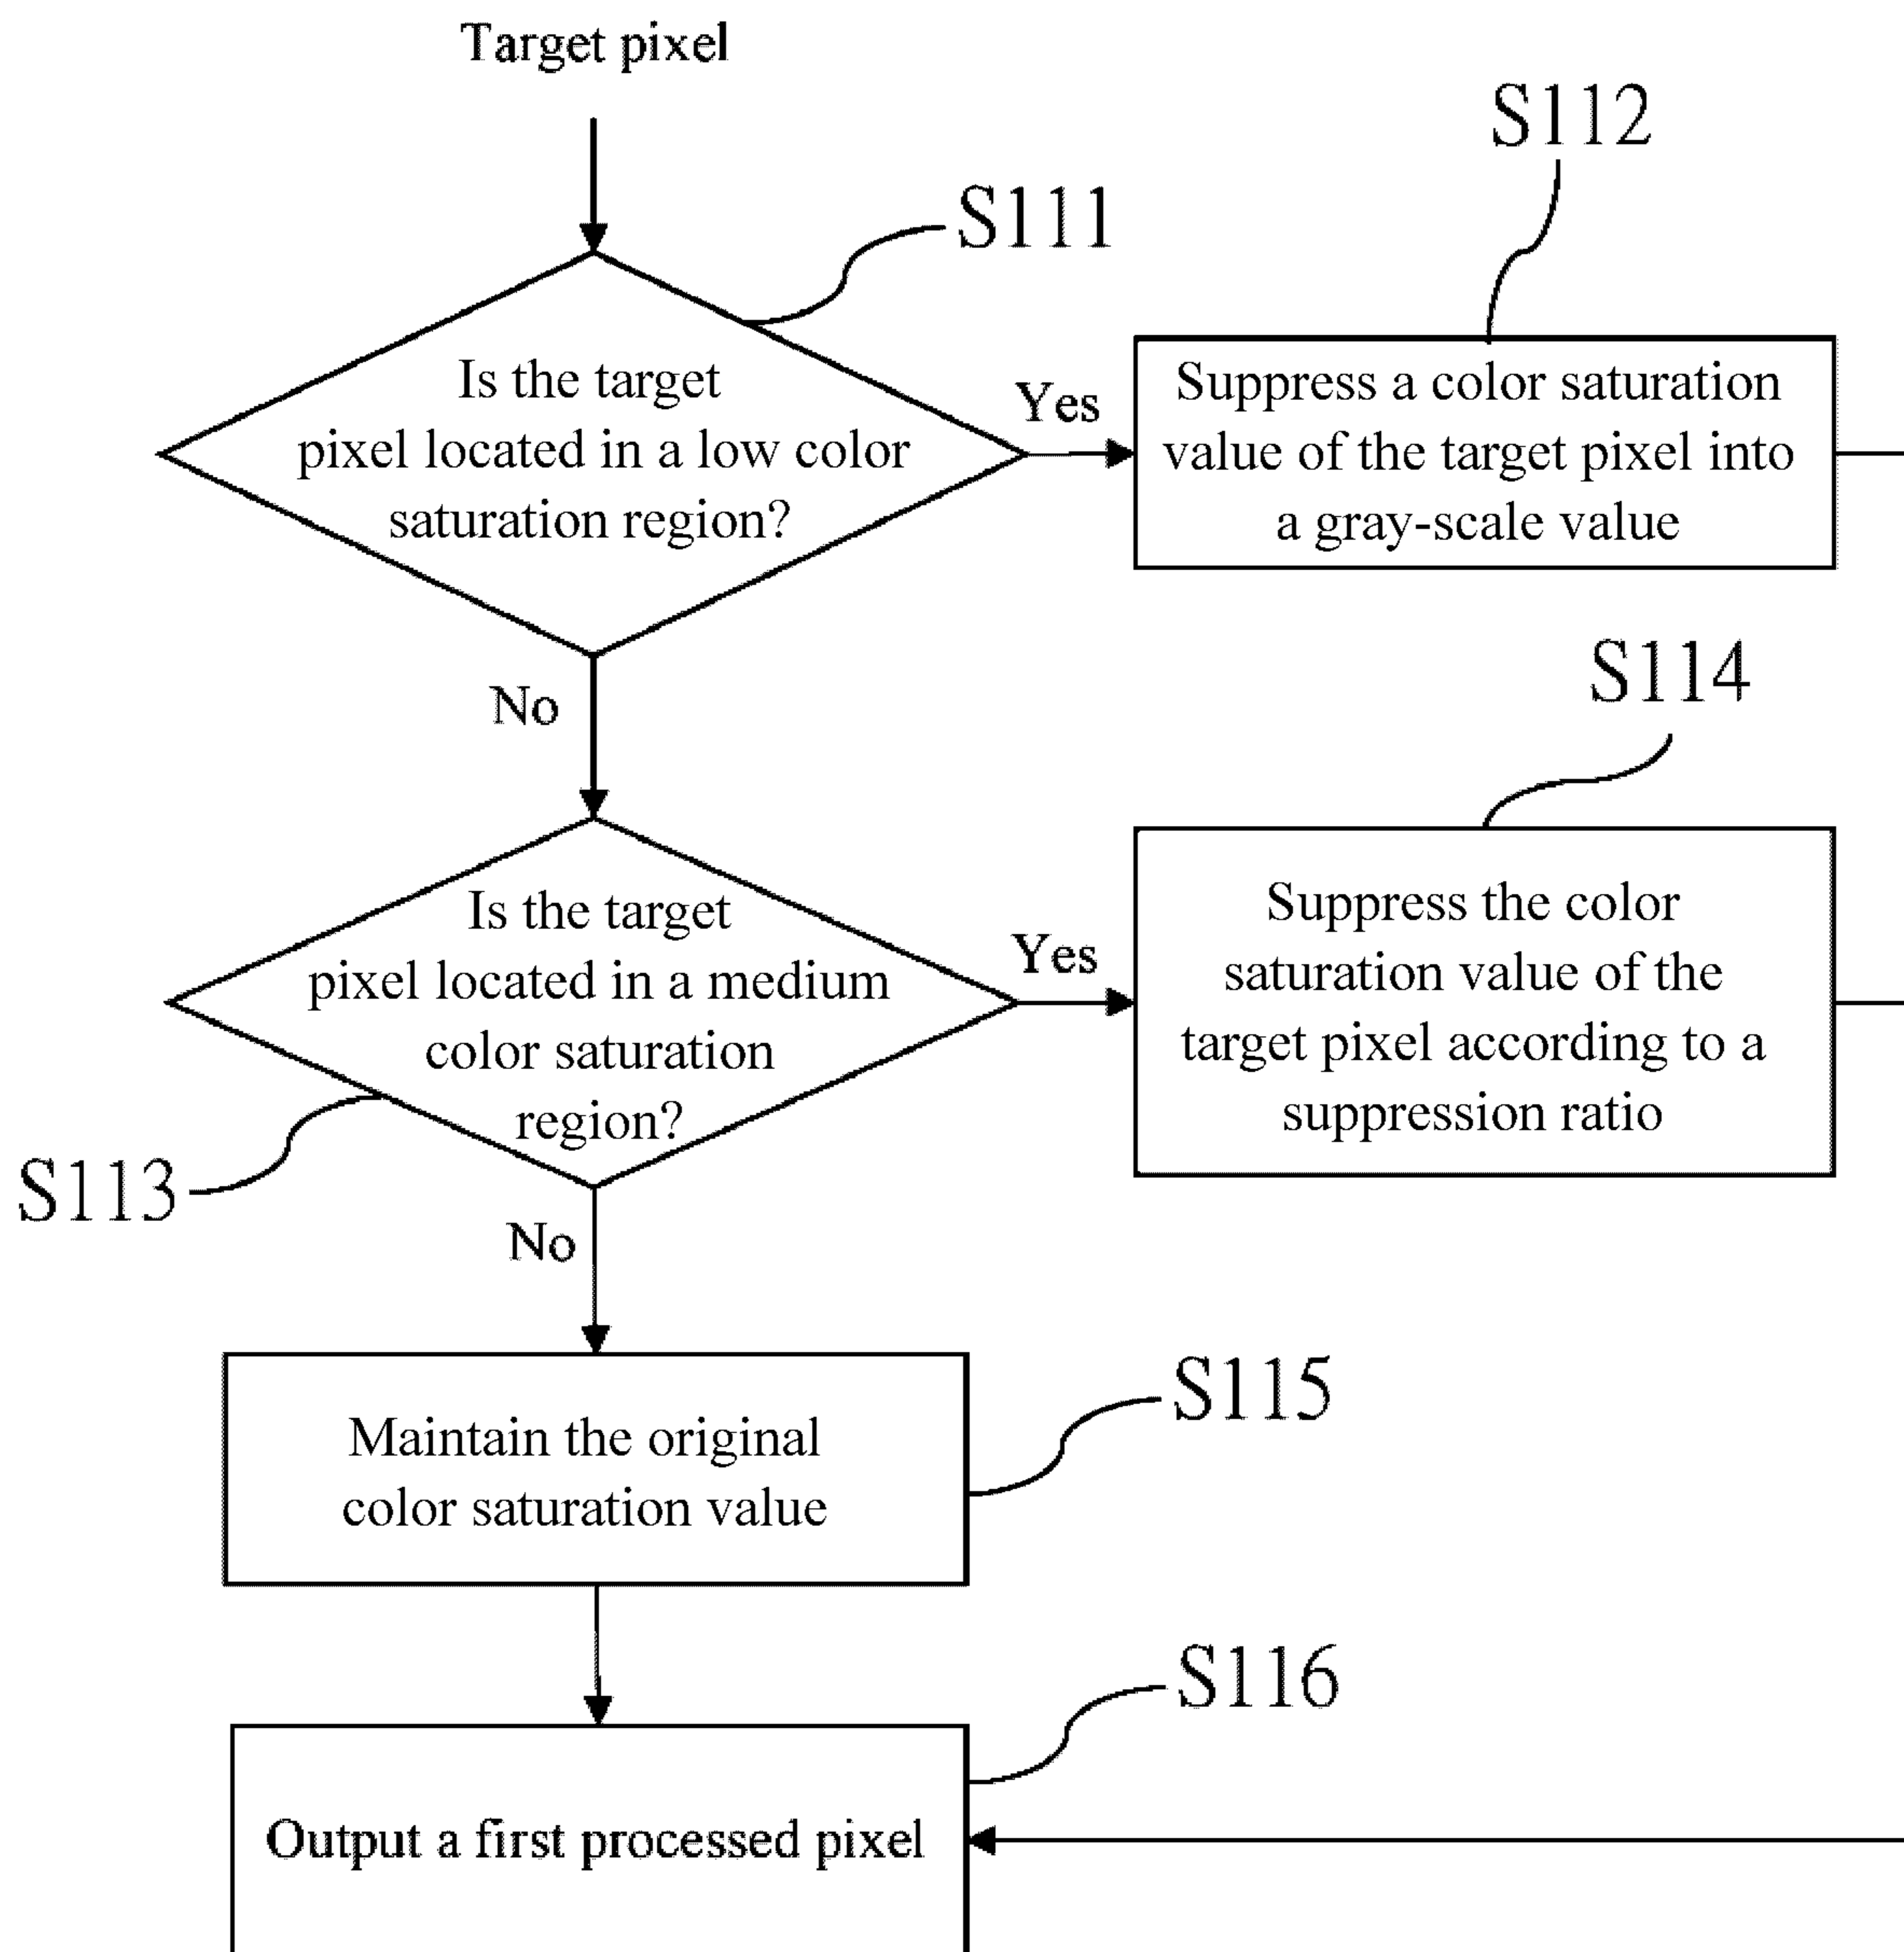 Target pixel
S112
S111
Is the target
pixel located in a low color
saturation region?
Yes
Suppress a color saturation
value of the target pixel into
a gray-scale value
No
S114
Is the target
pixel located in a medium
color saturation
region?
Yes
Suppress the color
saturation value of the
target pixel according to a
suppression ratio
S113
No
Maintain the original
color saturation value
S115
S116
Output a first processed pixel